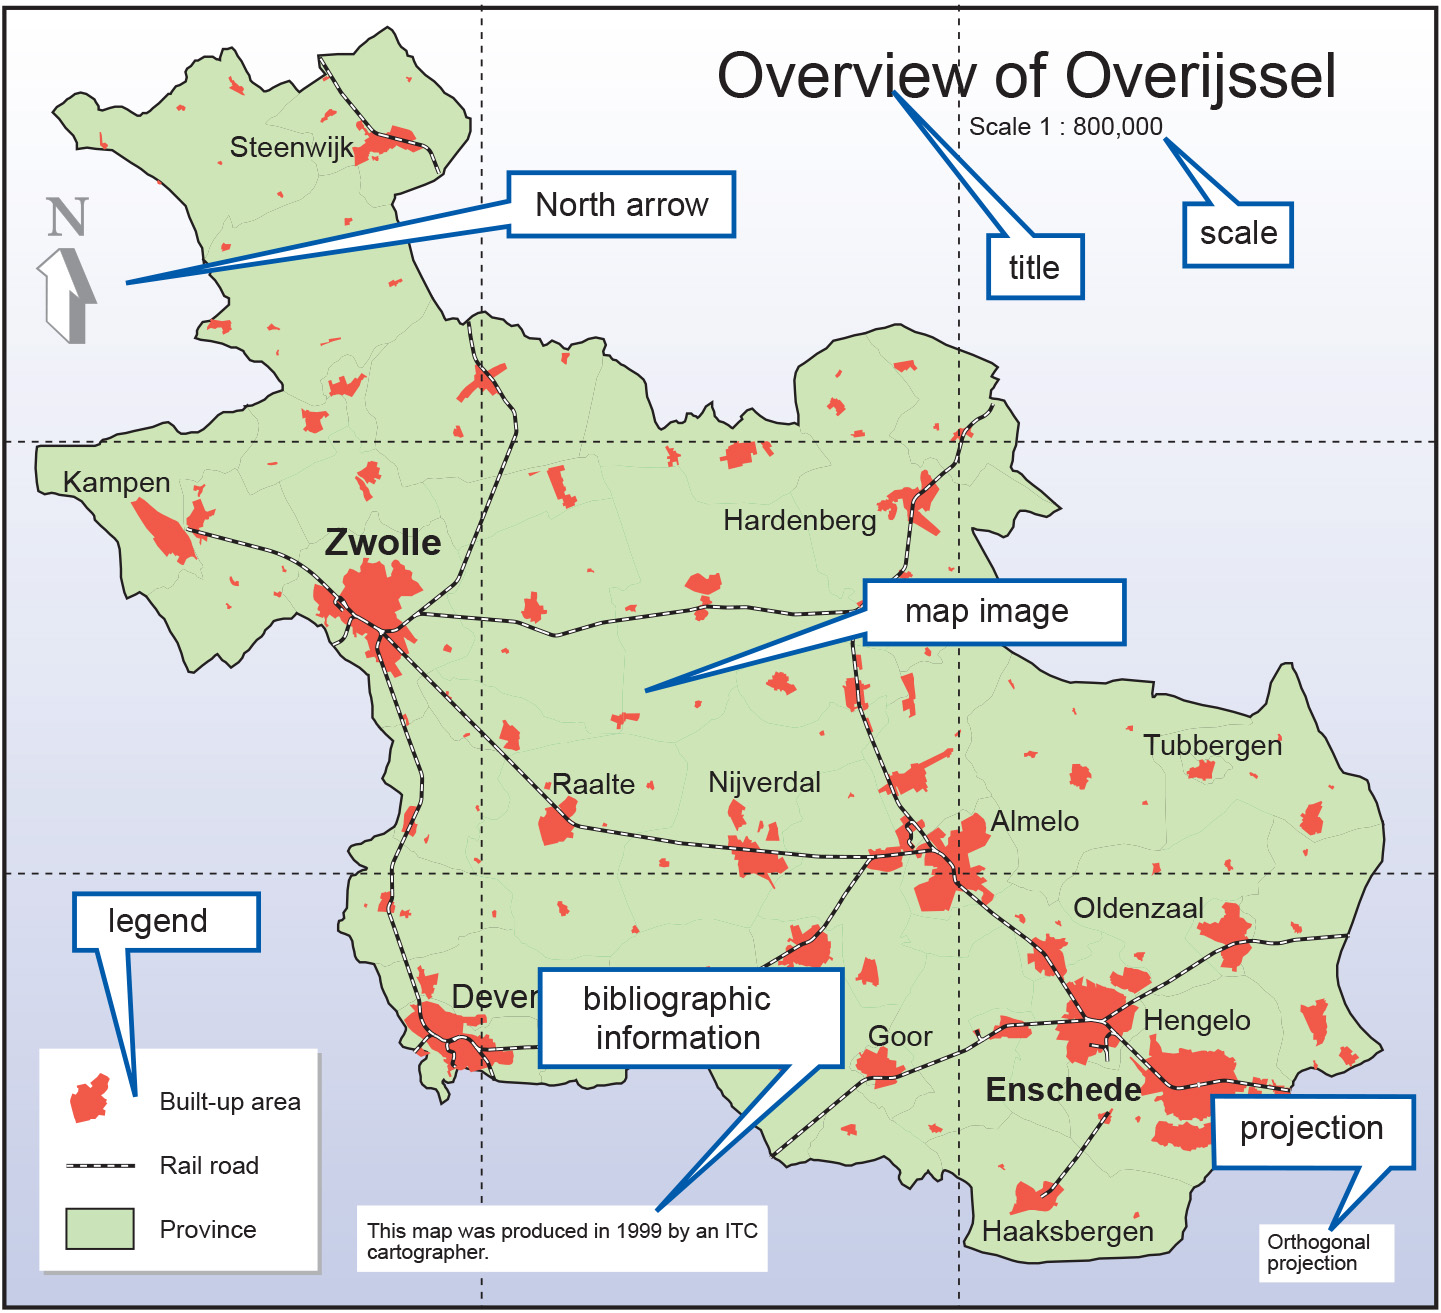 Overview of Overijssel
Scale 1 : 800,000
Steenwijk
N
North arrow
title
scale
Kampen
Zwolle
Hardenberg
map image
Tubbergen
Raalte
Nijverdal
Almelo
legend
Oldenzaal
Deven
bibliographic
information
Goor
Hengelo
Enschede
projection
Built-up area
Rail road
Province
This map was produced in 1999 by an ITC
cartographer.
Haaksbergen
Orthogonal
projection